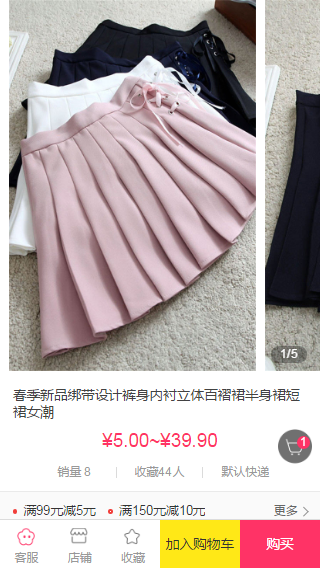 1/5
春季新品绑带设计裤身内衬立体百褶裙半身裙短
裙女潮
¥5.00~¥39.90
1
销量 8 收藏44人 默认快递
满99元减5元 满150元减10元 更多
客服 店铺 收藏 加入购物车 购买